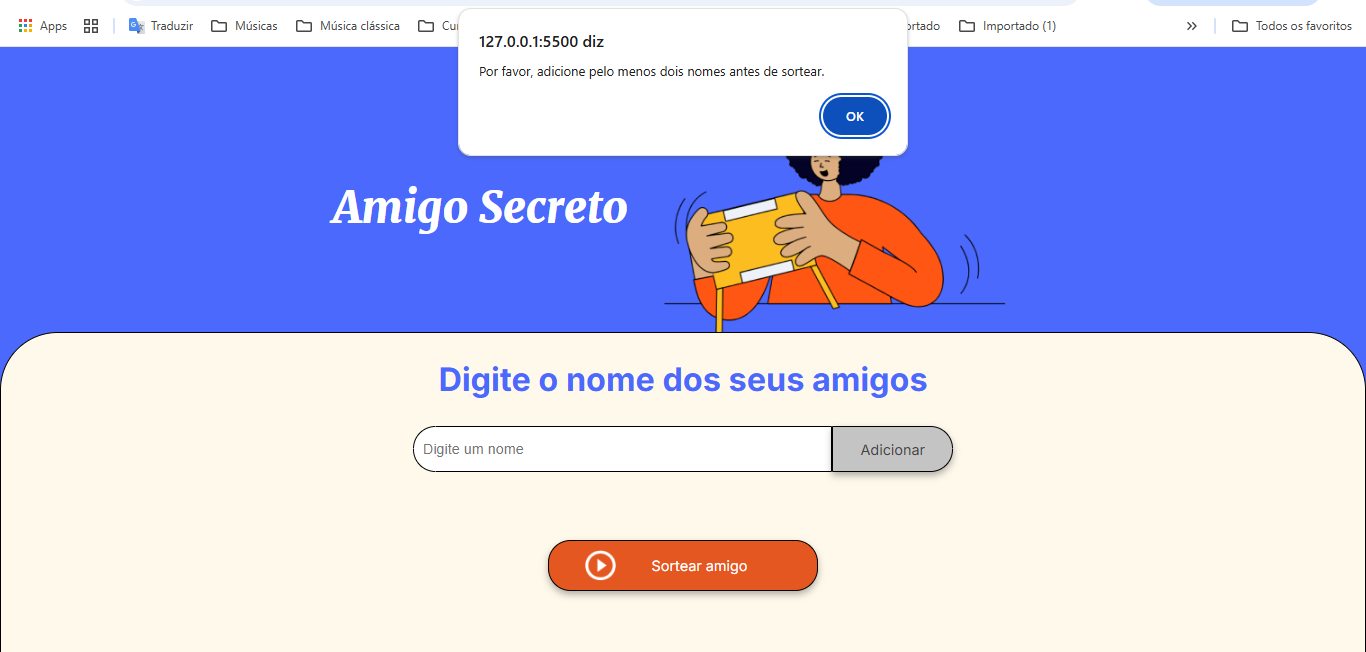 Apps Traduzir Músicas Música clássica Cu ortado Importado (1) » Todos os favoritos
127.0.0.1:5500 diz
Por favor, adicione pelo menos dois nomes antes de sortear.
OK
Amigo Secreto
Digite o nome dos seus amigos
Digite um nome Adicionar
Sortear amigo